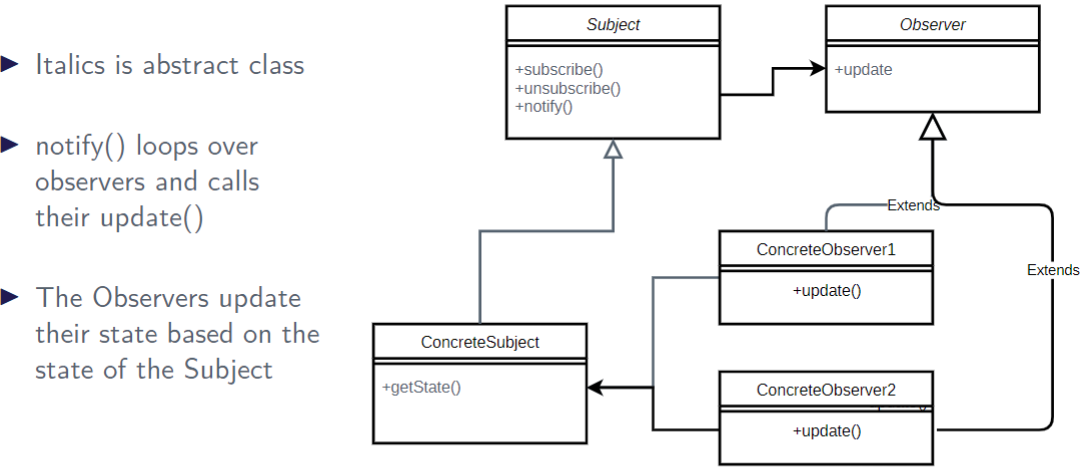 Italics is abstract class
notify() loops over
observers and calls
their update()
The Observers update
their state based on the
state of the Subject
Subject
+subscribe()
+unsubscribe()
+notify()
Observer
+update
Extends
ConcreteObserver1
+update()
Extends
ConcreteSubject
+getState()
ConcreteObserver2
+update()